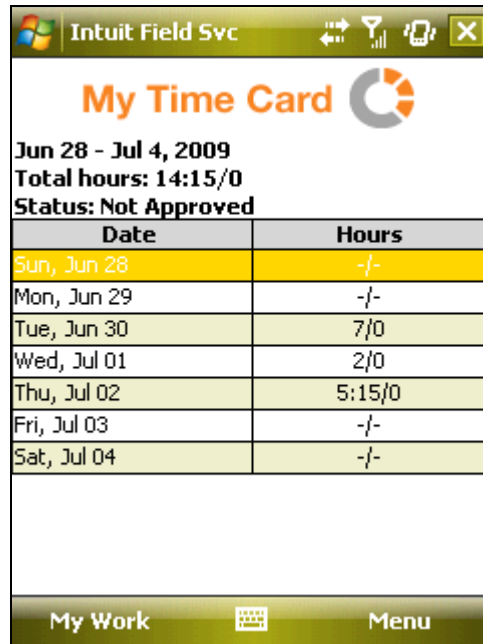 Intuit Field Svc
My Time Card
Jun 28 - Jul 4, 2009
Total hours: 14:15/0
Status: Not Approved
Date Hours
Sun, Jun 28 -/-
Mon, Jun 29 -/-
Tue, Jun 30 7/0
Wed, Jul 01 2/0
Thu, Jul 02 5:15/0
Fri, Jul 03 -/-
Sat, Jul 04 -/-
My Work Menu